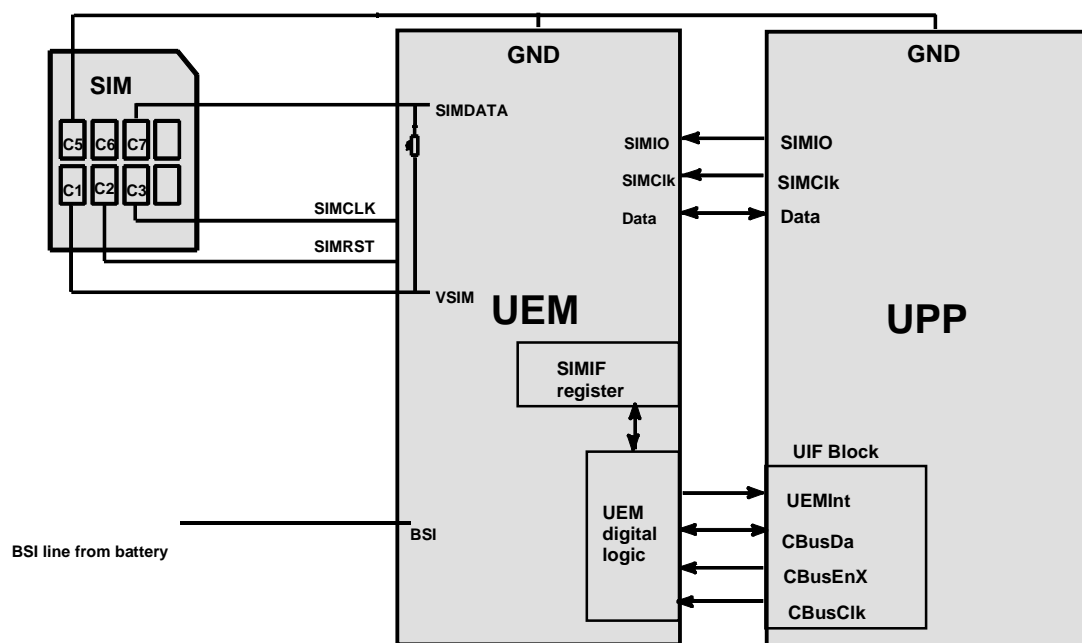 GND
GND
SIM
SIMDATA
C5 C6 C7
SIMIO
SIMIO
C1 C2 C3
SIMClk
SIMClk
SIMCLK
Data
Data
SIMRST
VSIM
UEM
UPP
SIMIF
register
UIF Block
UEMInt
UEM
digital
logic
BSI
BSI line from battery
CBusDa
CBusEnX
CBusClk